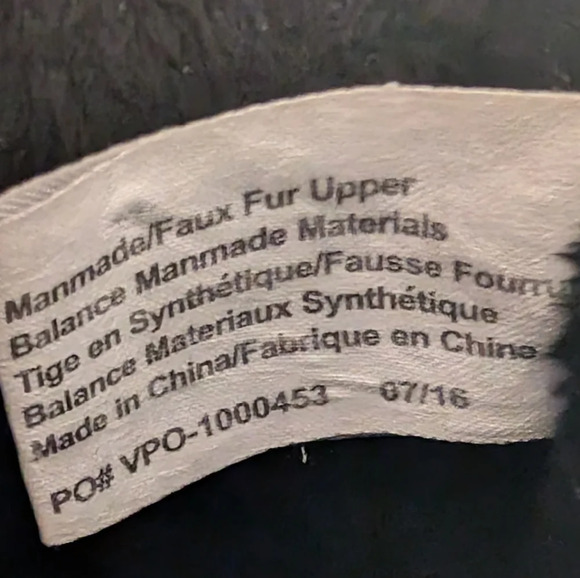 Manmade/Faux Fur Upper
Balance Manmade Materials
Tige en Synthétique/Fausse
Balance Materiaux Synthétique
Made in China/Fabrique en Chine
PO# VPO-1000453 07/16